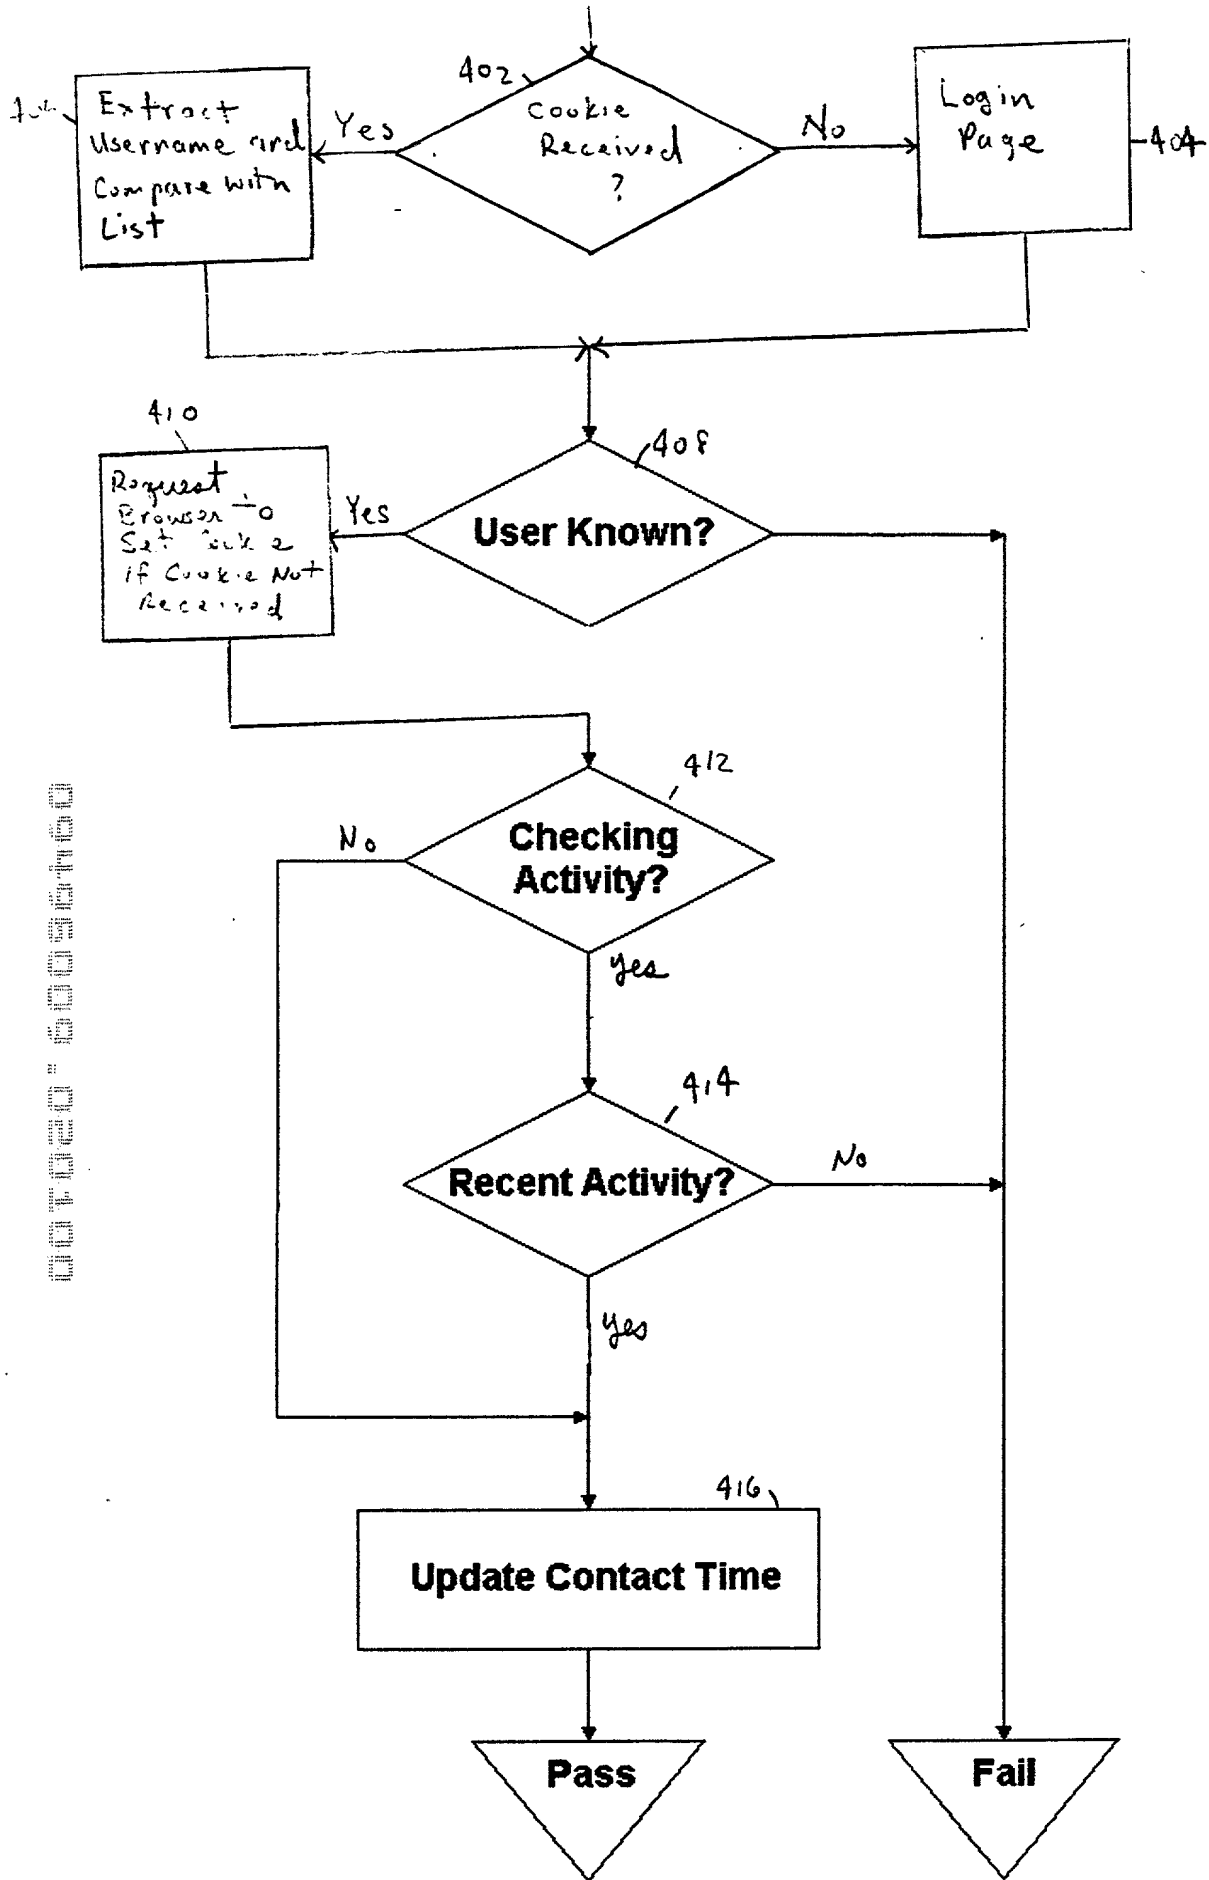 402
Cookie
Received
?
Yes
No
Extract
Username and
Compare with
List
Login
Page
404
410
Request
Browser to
Set Cookie
if Cookie Not
Received
Yes
408
User Known?
412
Checking
Activity?
No
yes
414
Recent Activity?
No
yes
416
Update Contact Time
Pass
Fail